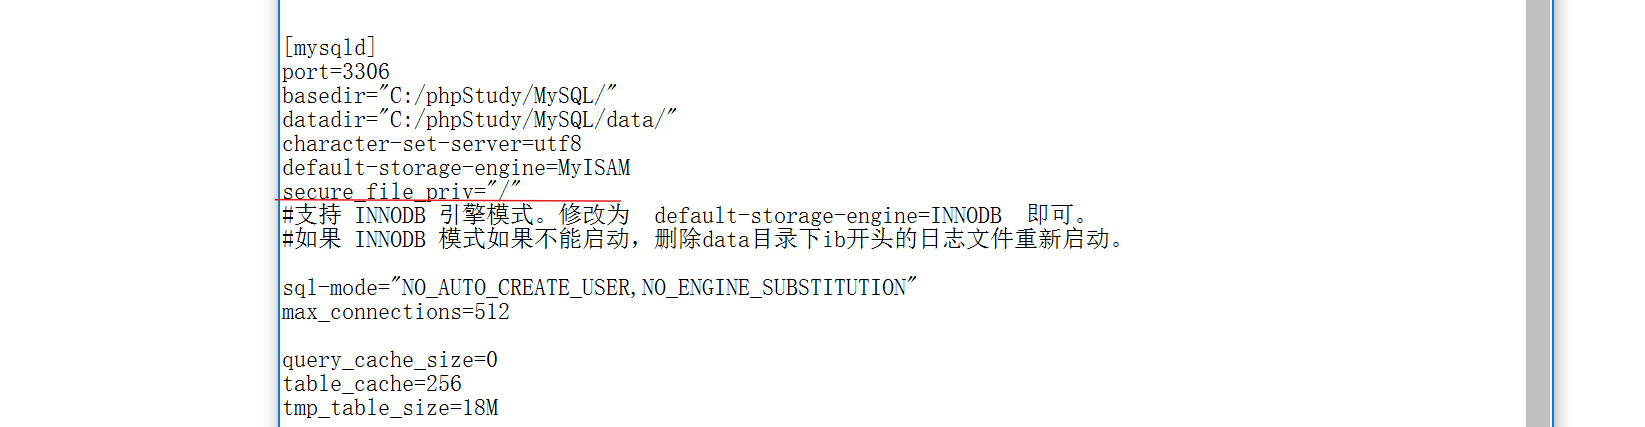 [mysqld]
port=3306
basedir="C:/phpStudy/MySQL/"
datadir="C:/phpStudy/MySQL/data/"
character-set-server=utf8
default-storage-engine=MyISAM
secure_file_priv="/"
#支持 INNODB 引擎模式。修改为  default-storage-engine=INNODB  即可。
#如果 INNODB 模式如果不能启动，删除data目录下ib开头的日志文件重新启动。
sql-mode="NO_AUTO_CREATE_USER,NO_ENGINE_SUBSTITUTION"
max_connections=512
query_cache_size=0
table_cache=256
tmp_table_size=18M